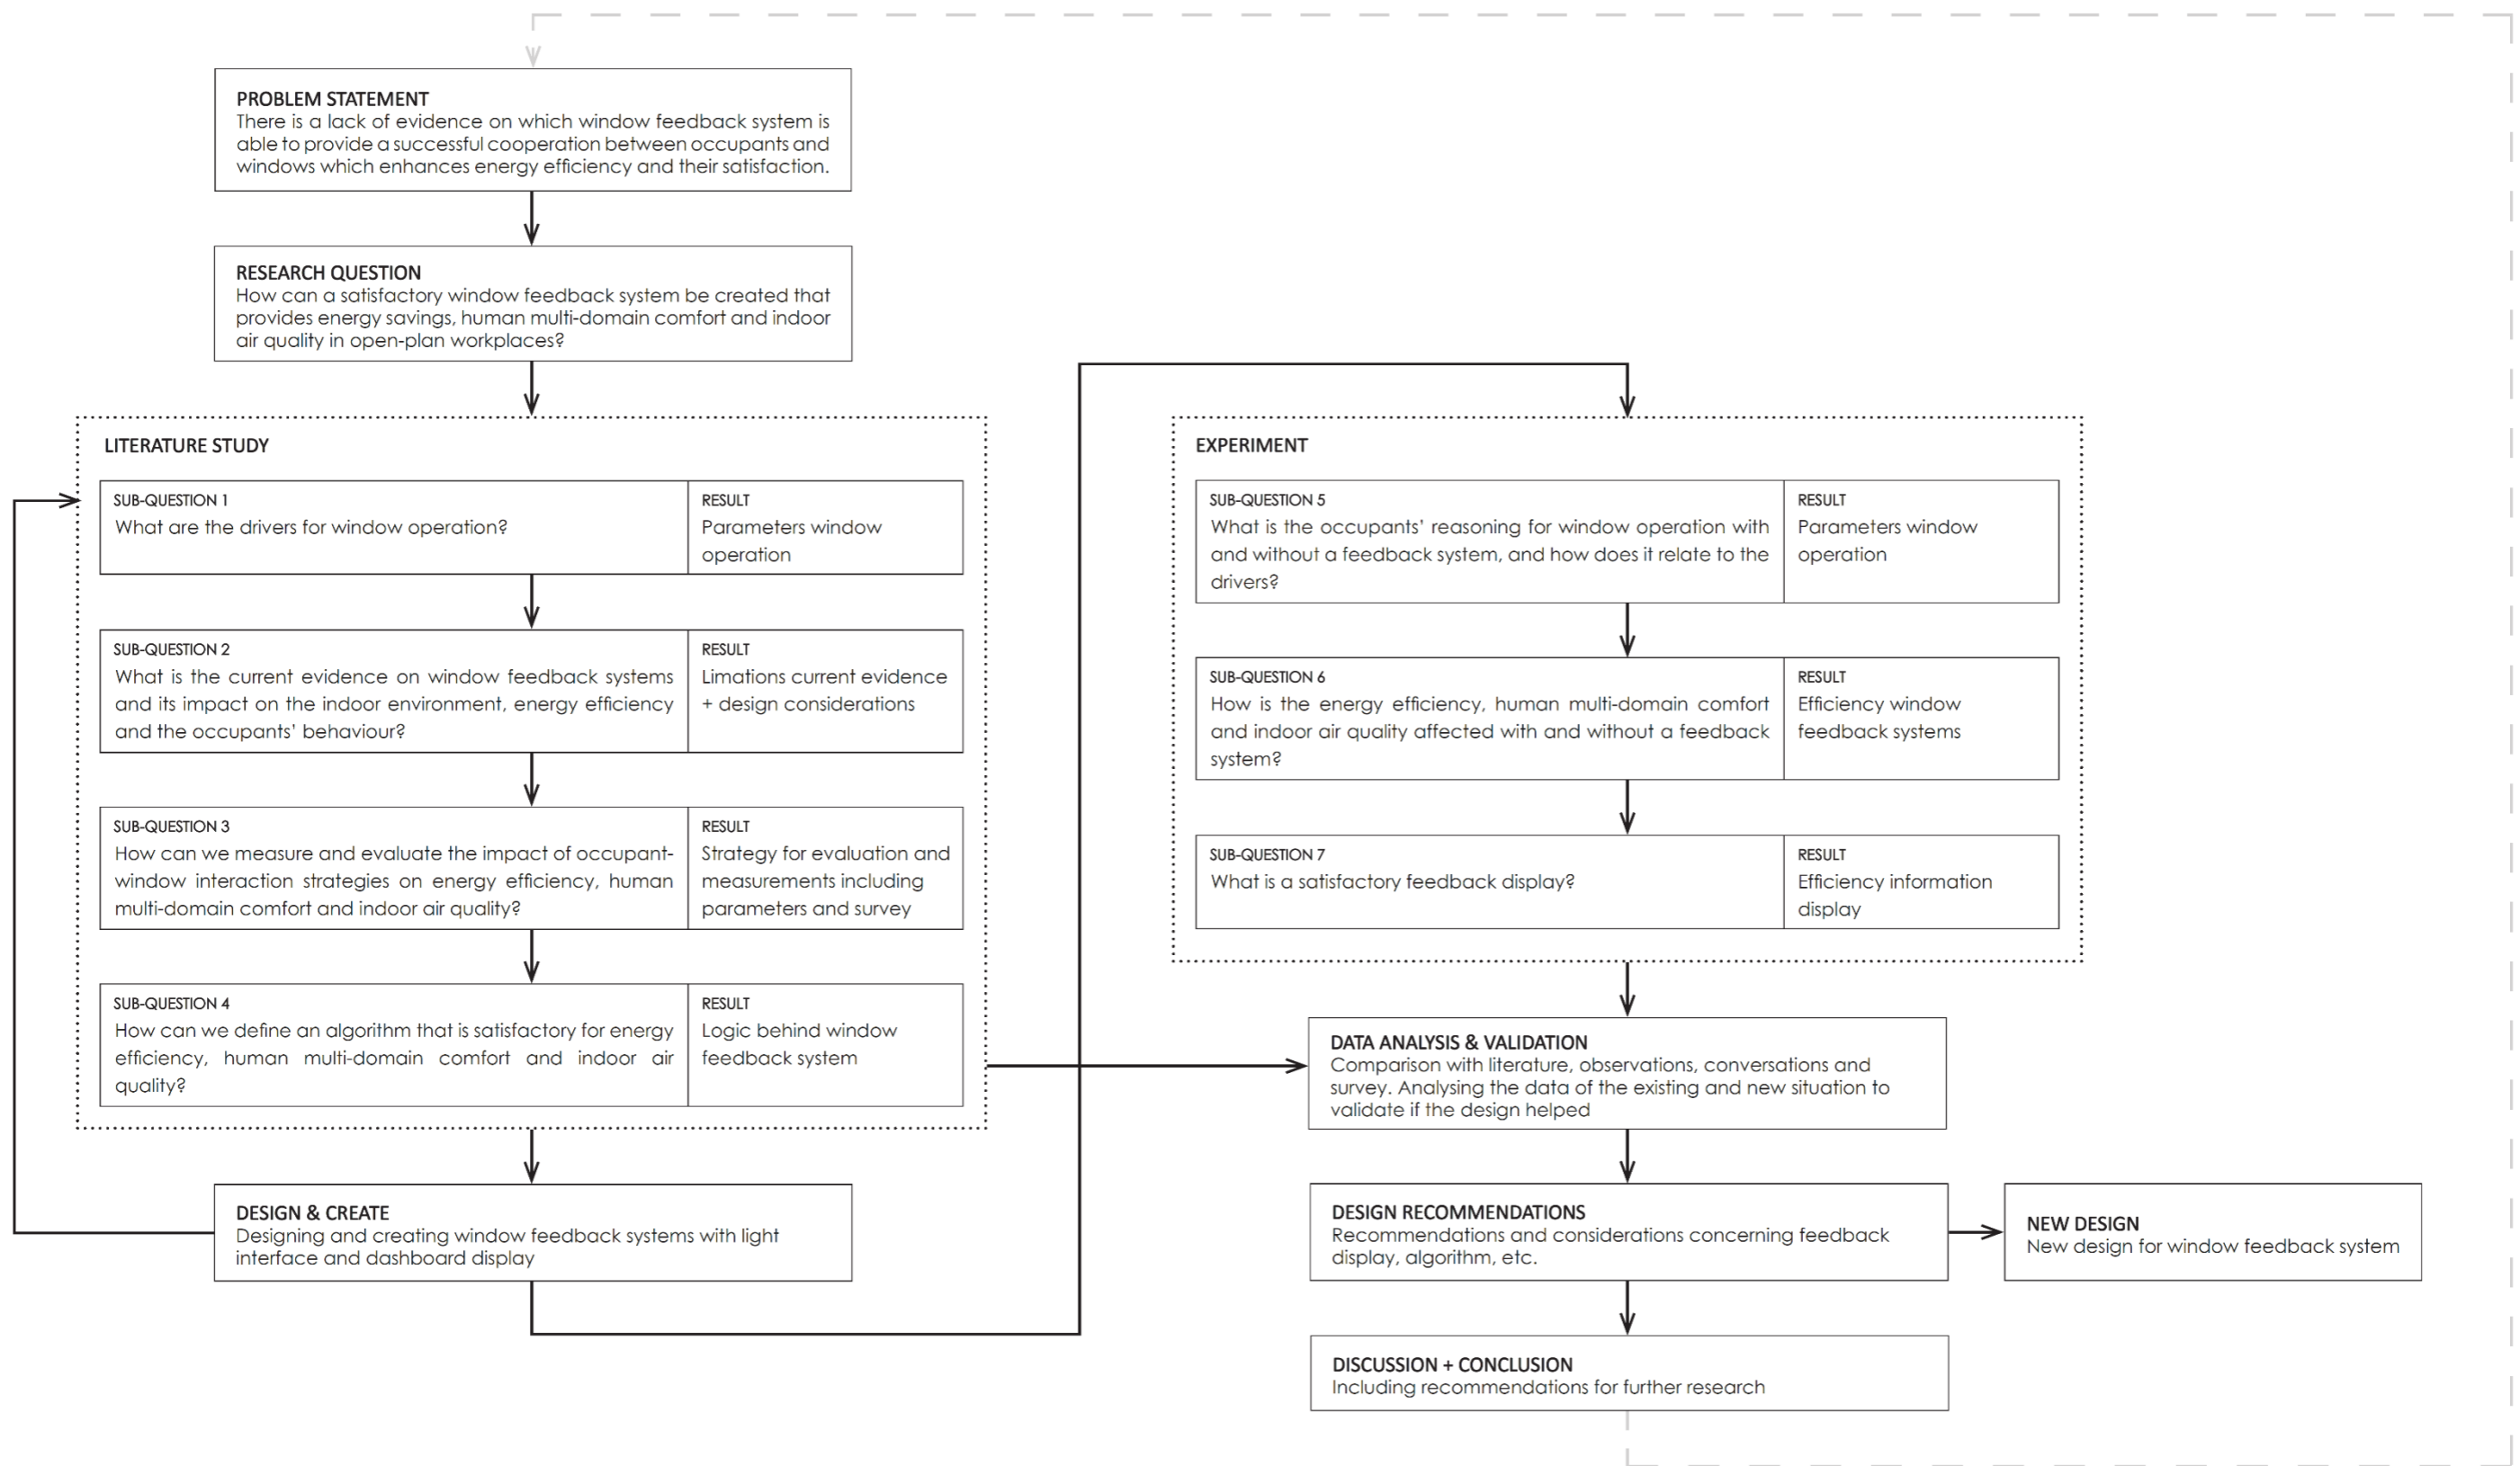 PROBLEM STATEMENT
There is a lack of evidence on which window feedback system is
able to provide a successful cooperation between occupants and
windows which enhances energy efficiency and their satisfaction.
RESEARCH QUESTION
How can a satisfactory window feedback system be created that
provides energy savings, human multi-domain comfort and indoor
air quality in open-plan workplaces?
LITERATURE STUDY
SUB-QUESTION 1
What are the drivers for window operation?
RESULT
Parameters window
operation
SUB-QUESTION 2
What is the current evidence on window feedback systems
and its impact on the indoor environment, energy efficiency
and the occupants' behaviour?
RESULT
Limations current evidence
+ design considerations
SUB-QUESTION 3
How can we measure and evaluate the impact of occupant-
window interaction strategies on energy efficiency, human
multi-domain comfort and indoor air quality?
RESULT
Strategy for evaluation and
measurements including
parameters and survey
SUB-QUESTION 4
How can we define an algorithm that is satisfactory for energy
efficiency, human multi-domain comfort and indoor air
quality?
RESULT
Logic behind window
feedback system
DESIGN & CREATE
Designing and creating window feedback systems with light
interface and dashboard display
EXPERIMENT
SUB-QUESTION 5
What is the occupants' reasoning for window operation with
and without a feedback system, and how does it relate to the
drivers?
RESULT
Parameters window
operation
SUB-QUESTION 6
How is the energy efficiency, human multi-domain comfort
and indoor air quality affected with and without a feedback
system?
RESULT
Efficiency window
feedback systems
SUB-QUESTION 7
What is a satisfactory feedback display?
RESULT
Efficiency information
display
DATA ANALYSIS & VALIDATION
Comparison with literature, observations, conversations and
survey. Analysing the data of the existing and new situation to
validate if the design helped
DESIGN RECOMMENDATIONS
Recommendations and considerations concerning feedback
display, algorithm, etc.
NEW DESIGN
New design for window feedback system
DISCUSSION + CONCLUSION
Including recommendations for further research